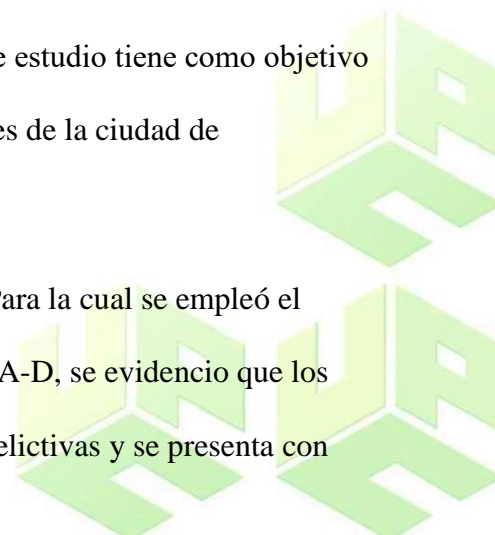 e estudio tiene como objetivo
es de la ciudad de
Para la cual se empleó el
A-D, se evidencio que los
elictivas y se presenta con